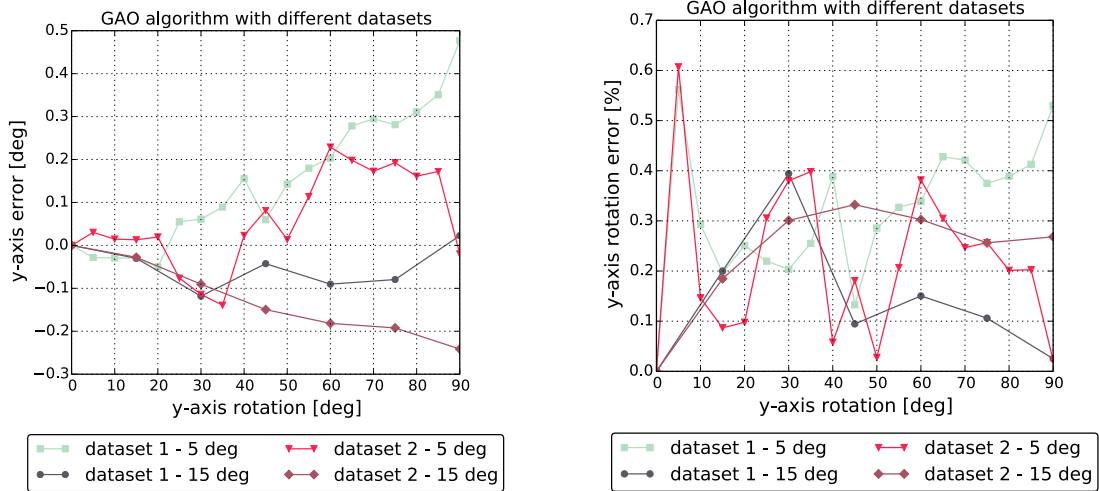 GAO algorithm with different datasets
0.5
0.4
0.3
0.2
0.1
0.0
−0.1
−0.2
−0.3
y-axis error [deg]
0 10 20 30 40 50 60 70 80 90
y-axis rotation [deg]
dataset 1 - 5 deg
dataset 2 - 5 deg
dataset 1 - 15 deg
dataset 2 - 15 deg
GAO algorithm with different datasets
0.7
0.6
0.5
0.4
0.3
0.2
0.1
0.0
y-axis rotation error [%]
0 10 20 30 40 50 60 70 80 90
y-axis rotation [deg]
dataset 1 - 5 deg
dataset 2 - 5 deg
dataset 1 - 15 deg
dataset 2 - 15 deg